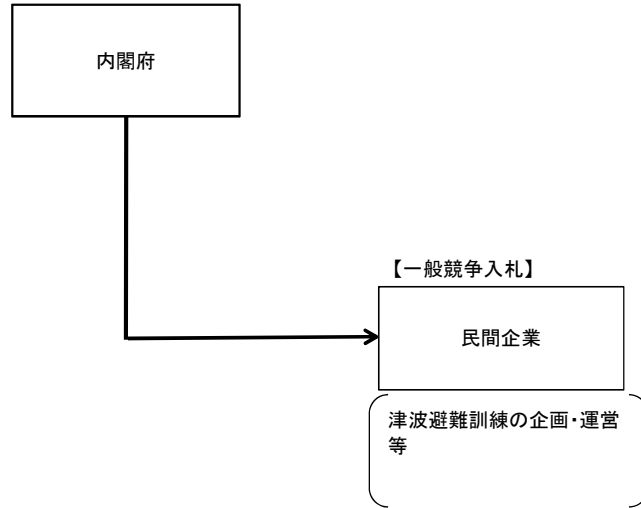 内閣府
【一般競争入札】
民間企業
津波避難訓練の企画・運営
等